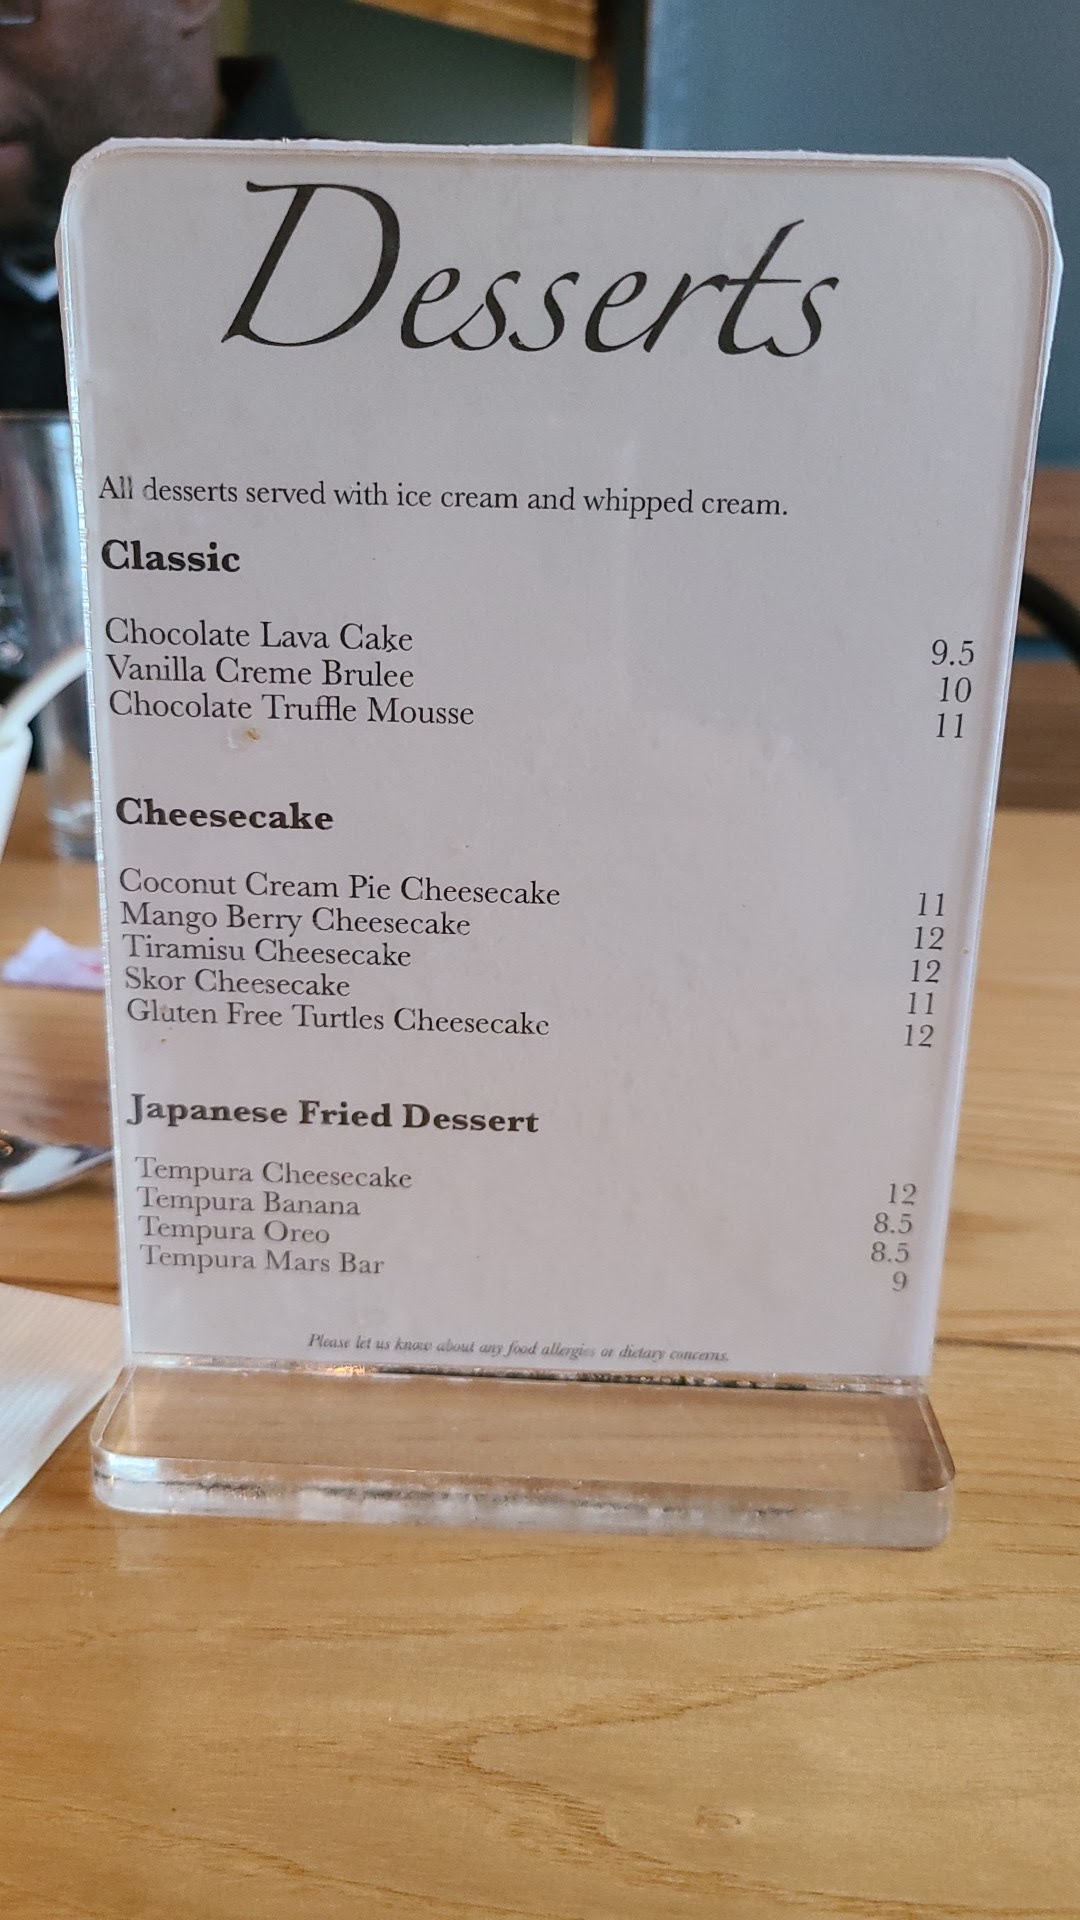 Desserts
All desserts served with ice cream and whipped cream.
Classic
Chocolate Lava Cake 9.5
Vanilla Creme Brulee 10
Chocolate Truffle Mousse 11
Cheesecake
Coconut Cream Pie Cheesecake 11
Mango Berry Cheesecake 12
Tiramisu Cheesecake 12
Skor Cheesecake 11
Gluten Free Turtles Cheesecake 12
Japanese Fried Dessert
Tempura Cheesecake 12
Tempura Banana 8.5
Tempura Oreo 8.5
Tempura Mars Bar 9
Please let us know about any food allergies or dietary concerns.